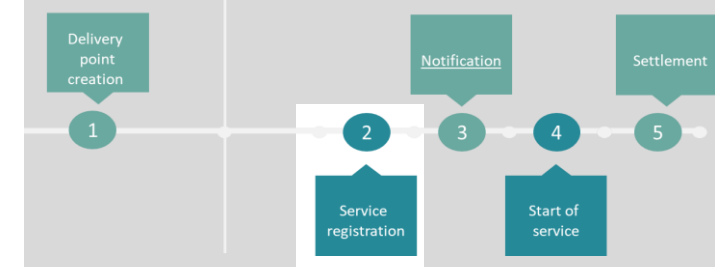 Delivery
point
creation
1
Service
registration
2
Notification
3
Start of
service
4
Settlement
5